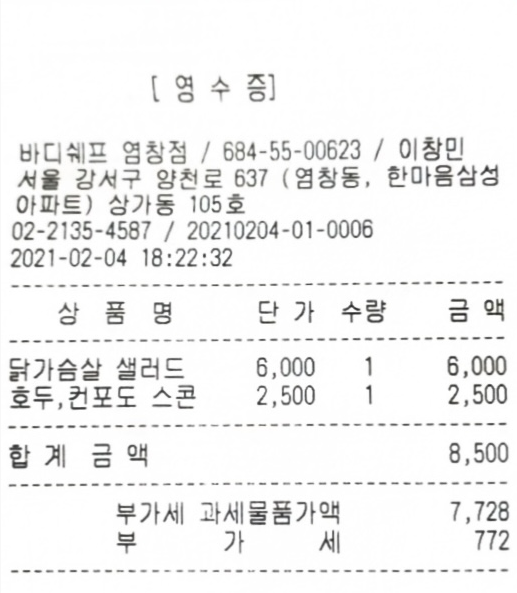 [ 영 수 증]
바디쉐프 염창점 / 684-55-00623 / 이창민
서울 강서구 양천로 637 (염창동, 한마음삼성
아파트) 상가동 105호
02-2135-4587 / 20210204-01-0006
2021-02-04 18:22:32
상 품 명 단 가 수량 금 액
닭가슴살 샐러드 6,000 1 6,000
호두,컨포도 스콘 2,500 1 2,500
합 계 금 액 8,500
부가세 과세물품가액 7,728
부 가 세 772